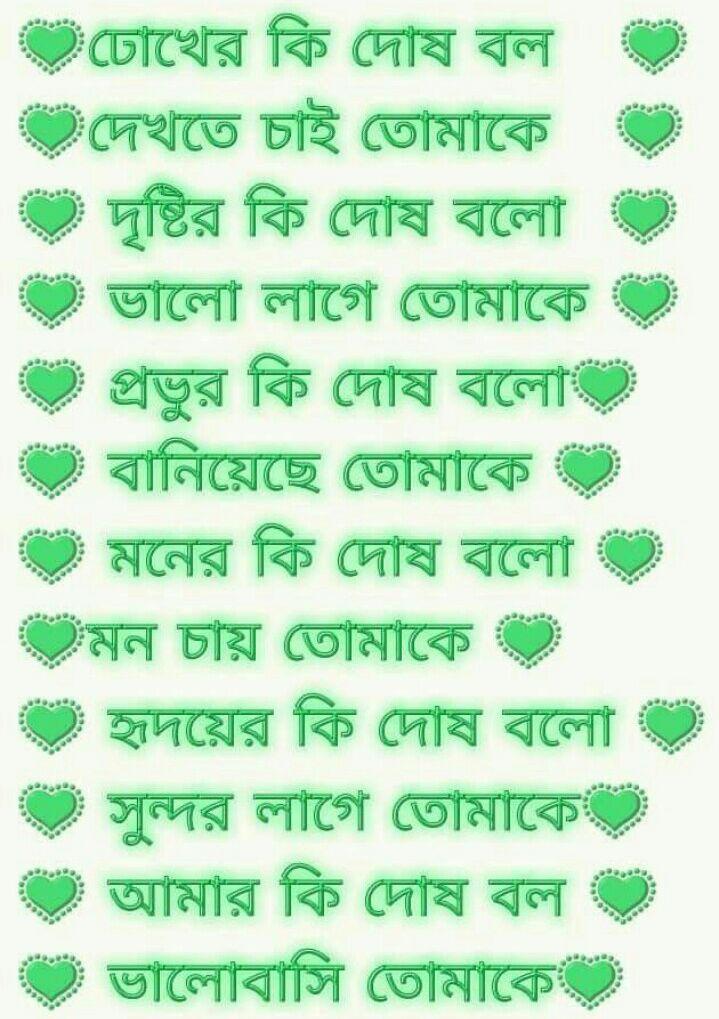 ঢোখের কি দোষ বল
দেখতে চাই তোমাকে
দৃষ্টির কি দোষ বলো
ভালো লাগে তোমাকে
প্রভুর কি দোষ বলো
বানিয়েছে তোমাকে
মনের কি দোষ বলো
মন চায় তোমাকে
হৃদয়ের কি দোষ বলো
সুন্দর লাগে তোমাকে
আমার কি দোষ বল
ভালোবাসি তোমাকে